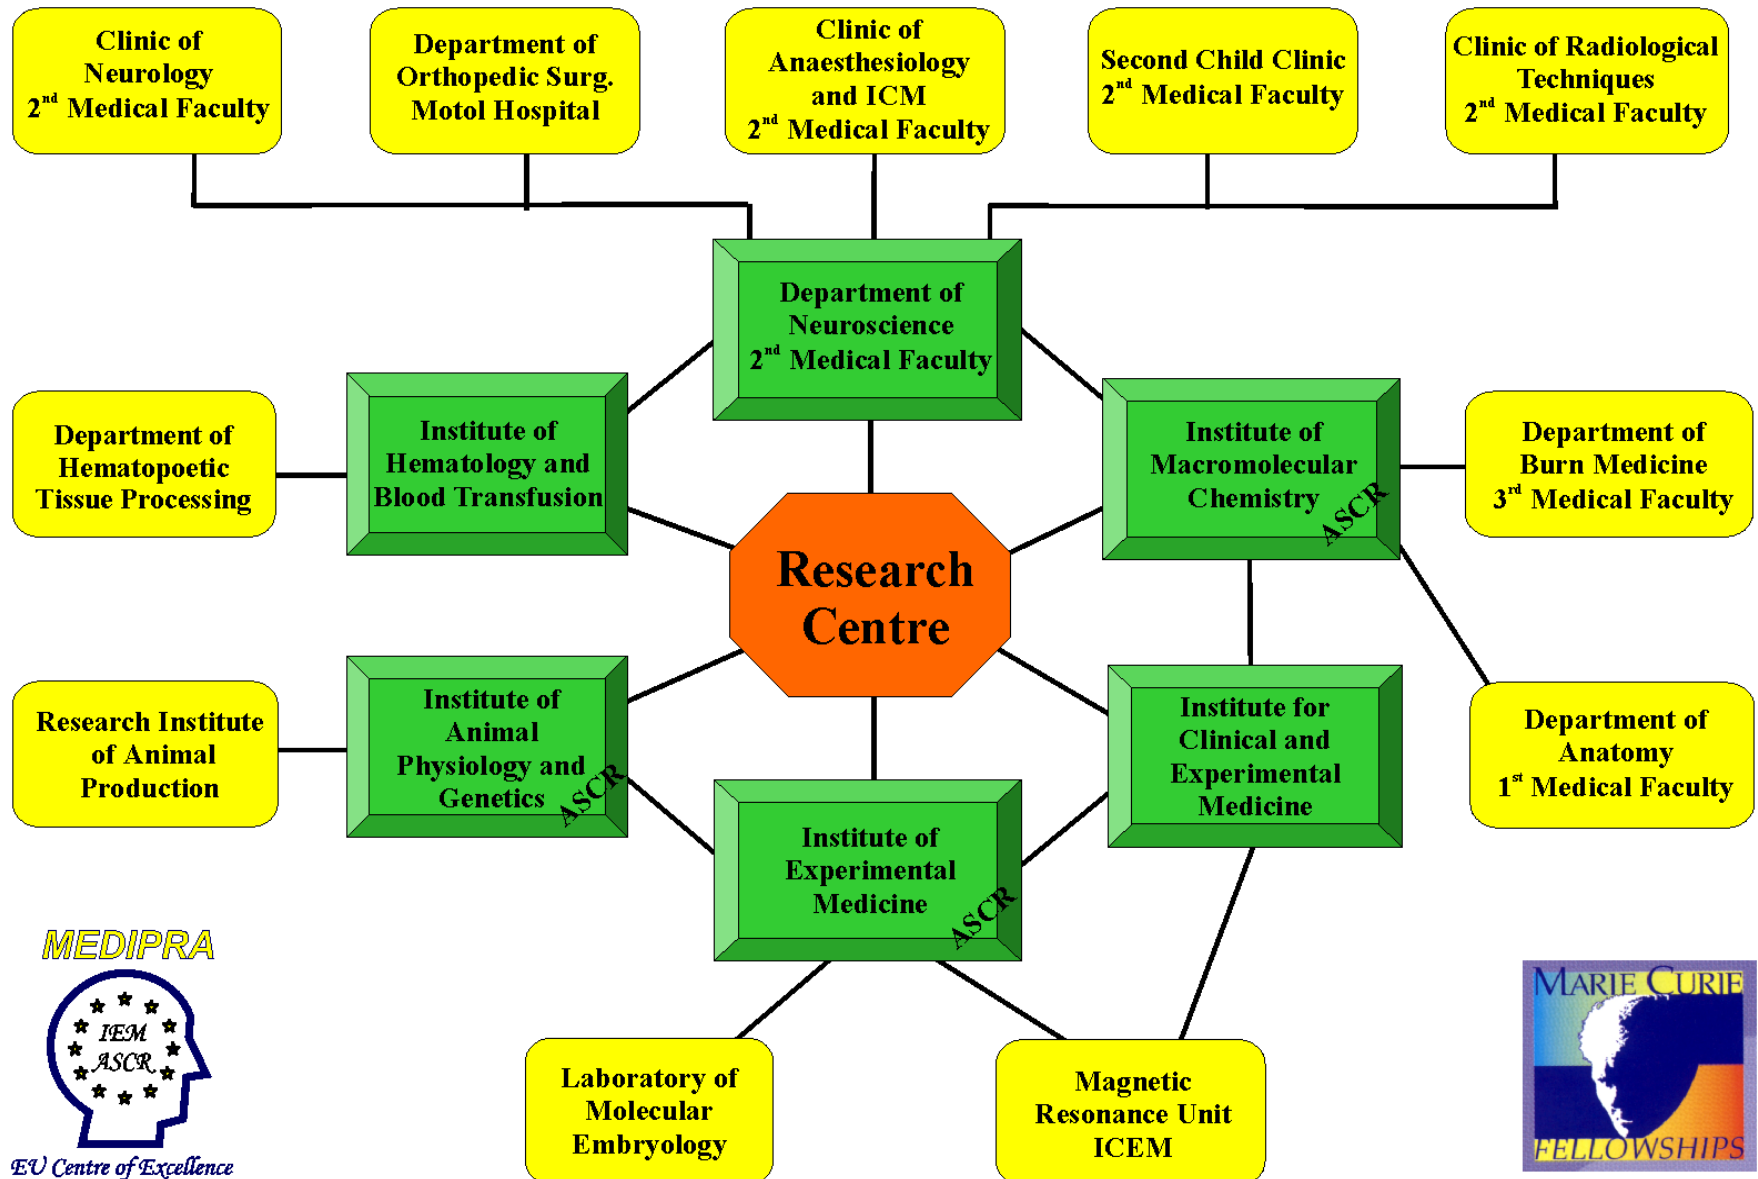 Clinic of
Neurology
2nd Medical Faculty
Department of
Orthopedic Surg.
Motol Hospital
Clinic of
Anaesthesiology
and ICM
2nd Medical Faculty
Second Child Clinic
2nd Medical Faculty
Clinic of Radiological
Techniques
2nd Medical Faculty
Department of
Neuroscience
2nd Medical Faculty
Department of
Hematopoetic
Tissue Processing
Institute of
Hematology and
Blood Transfusion
Institute of
Macromolecular
Chemistry
ASCR
Department of
Burn Medicine
3rd Medical Faculty
Research
Centre
Research Institute
of Animal
Production
Institute of
Animal
Physiology and
Genetics
ASCR
Institute for
Clinical and
Experimental
Medicine
Department of
Anatomy
1st Medical Faculty
Institute of
Experimental
Medicine
ASCR
MEDIPRA
IEM
ASCR
EU Centre of Excellence
Laboratory of
Molecular
Embryology
Magnetic
Resonance Unit
ICEM
MARIE CURIE
FELLOWSHIPS